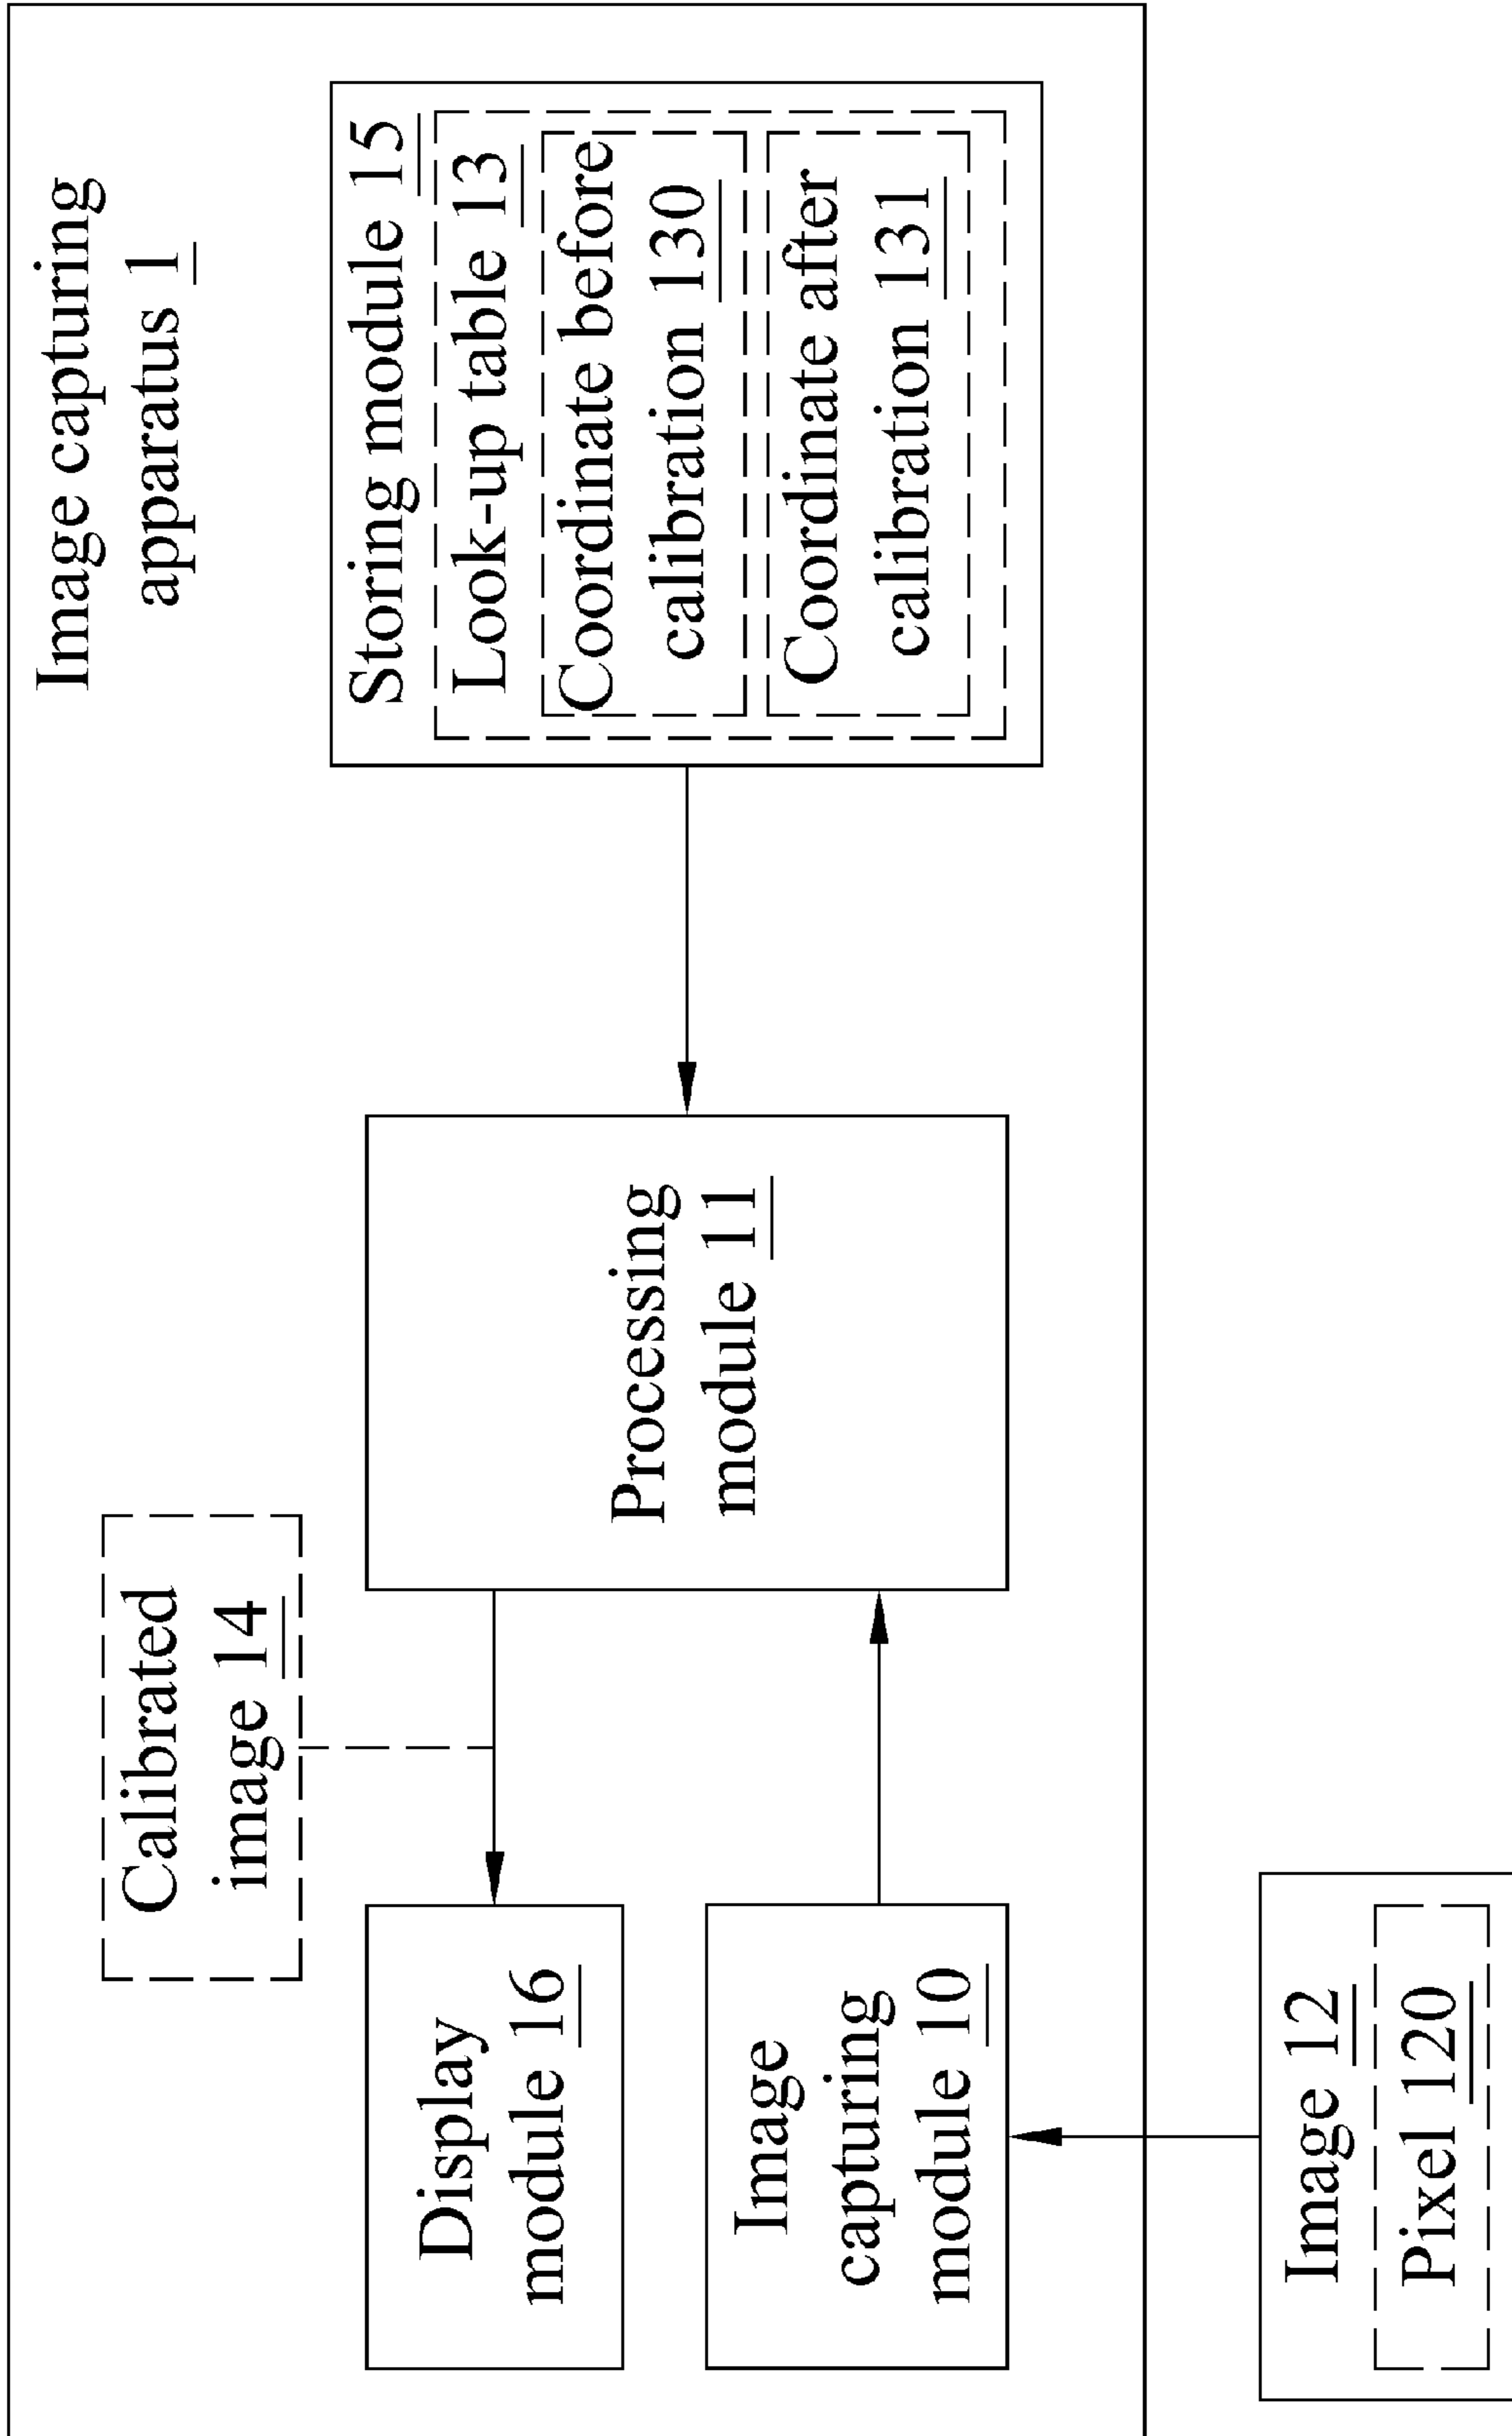 Image capturing
apparatus 1
Calibrated
image 14
Display
module 16
Image
capturing
module 10
Processing
module 11
Storing module 15
Look-up table 13
Coordinate before
calibration 130
Coordinate after
calibration 131
Image 12
Pixel 120